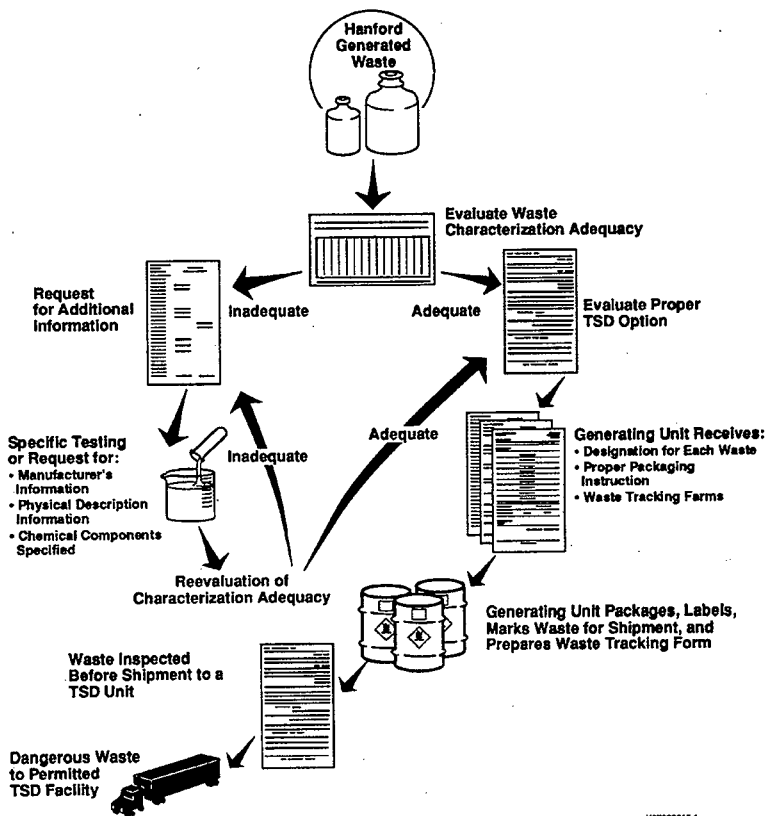 Hanford
Generated
Waste
Evaluate Waste
Characterization Adequacy
Request
for Additional
Information
Inadequate
Adequate
Evaluate Proper
TSD Option
Specific Testing
or Request for:
• Manufacturer's
Information
• Physical Description
Information
• Chemical Components
Specified
Inadequate
Adequate
Generating Unit Receives:
• Designation for Each Waste
• Proper Packaging
Instruction
• Waste Tracking Farms
Reevaluation of
Characterization Adequacy
Generating Unit Packages, Labels,
Marks Waste for Shipment, and
Prepares Waste Tracking Form
Waste Inspected
Before Shipment to a
TSD Unit
Dangerous Waste
to Permitted
TSD Facility